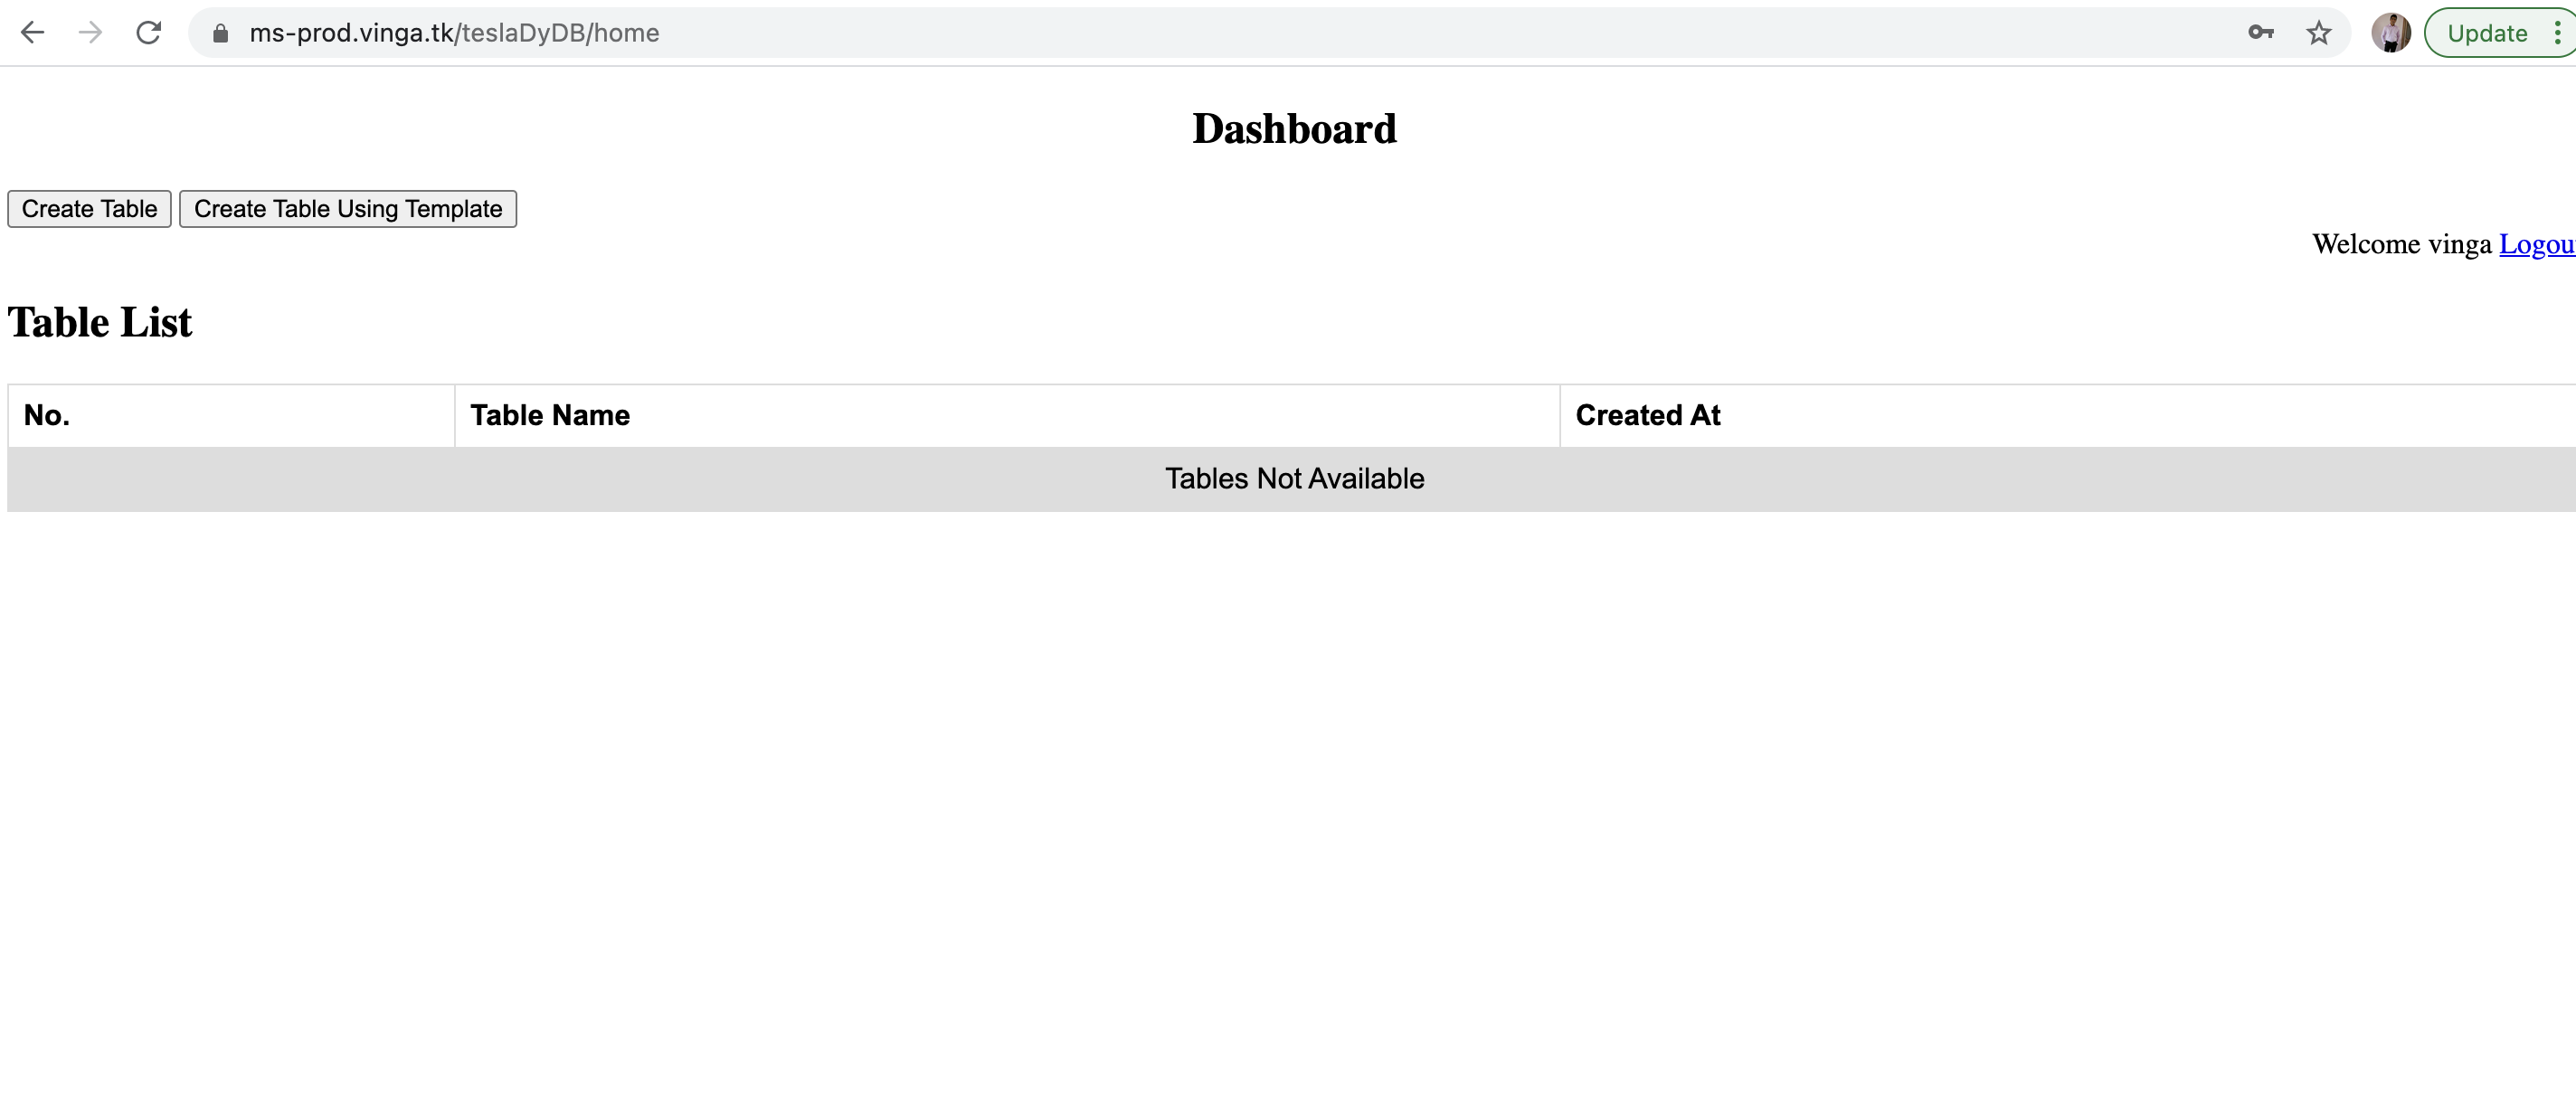 ms-prod.vinga.tk/teslaDyDB/home
Update
Dashboard
Create Table Create Table Using Template
Welcome vinga Logou
Table List
No. Table Name Created At
Tables Not Available